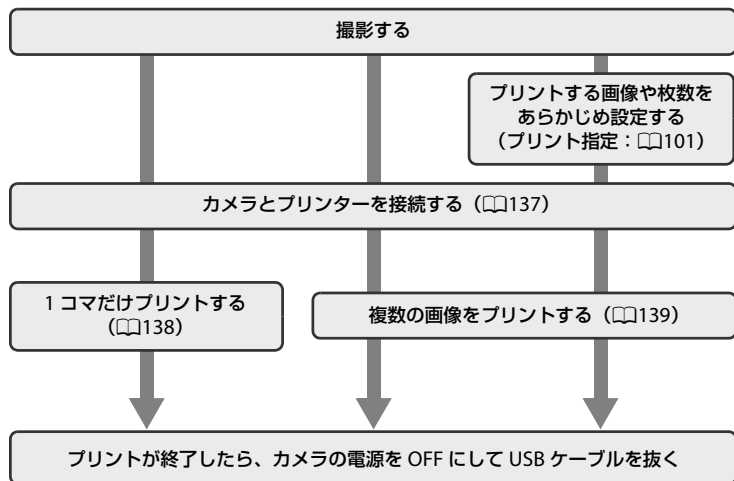 撮影する
プリントする画像や枚数を
あらかじめ設定する
（プリント指定：📖101）
カメラとプリンターを接続する（📖137）
1 コマだけプリントする
（📖138）
複数の画像をプリントする（📖139）
プリントが終了したら、カメラの電源を OFF にして USB ケーブルを抜く